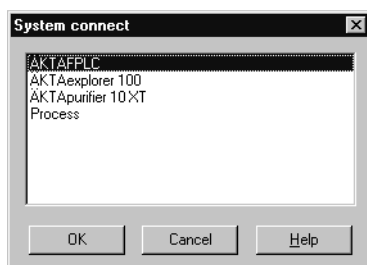 System connect
ÄKTAFPLC
ÄKTAexplorer 100
ÄKTApurifier 10 XT
Process
OK Cancel Help